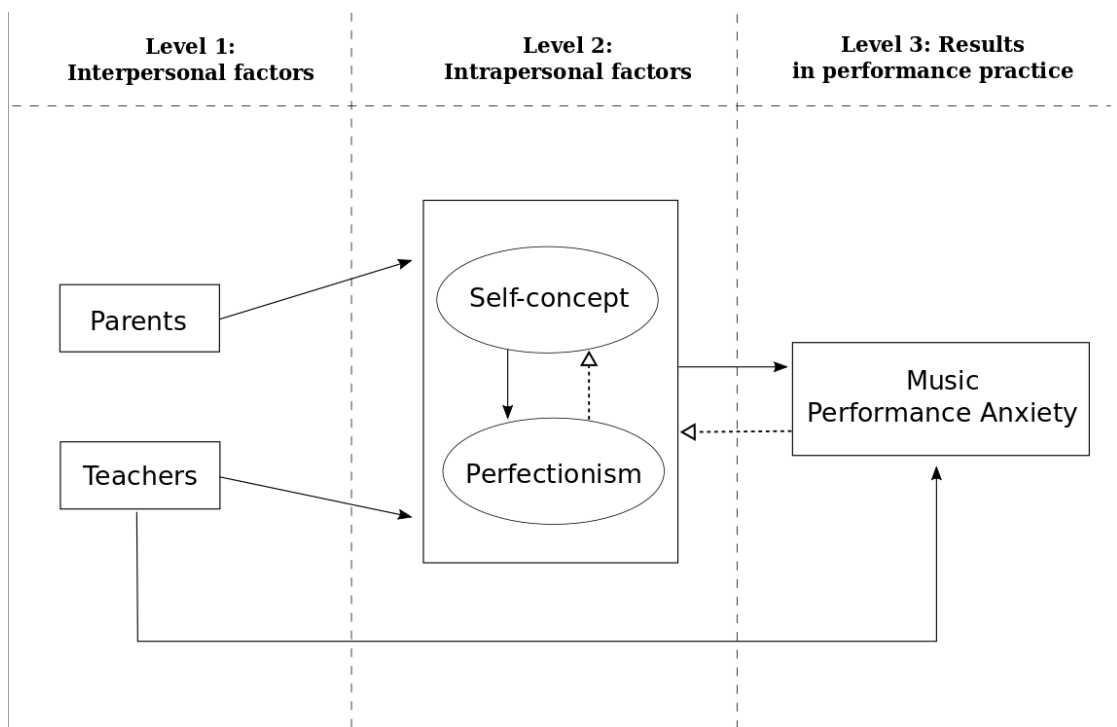 Level 1:
Interpersonal factors
Level 2:
Intrapersonal factors
Level 3: Results
in performance practice
Parents
Teachers
Self-concept
Perfectionism
Music
Performance Anxiety